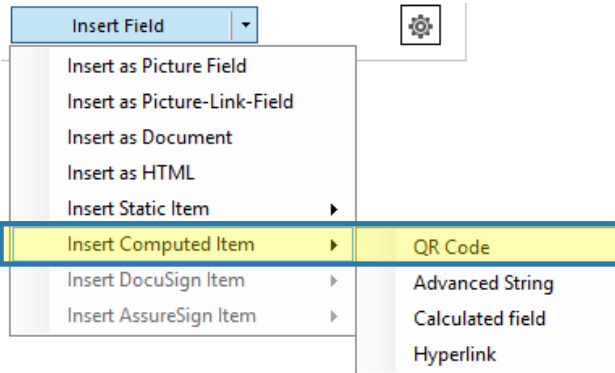 Insert Field
Insert as Picture Field
Insert as Picture-Link-Field
Insert as Document
Insert as HTML
Insert Static Item
Insert Computed Item
Insert DocuSign Item
Insert AssureSign Item
QR Code
Advanced String
Calculated field
Hyperlink